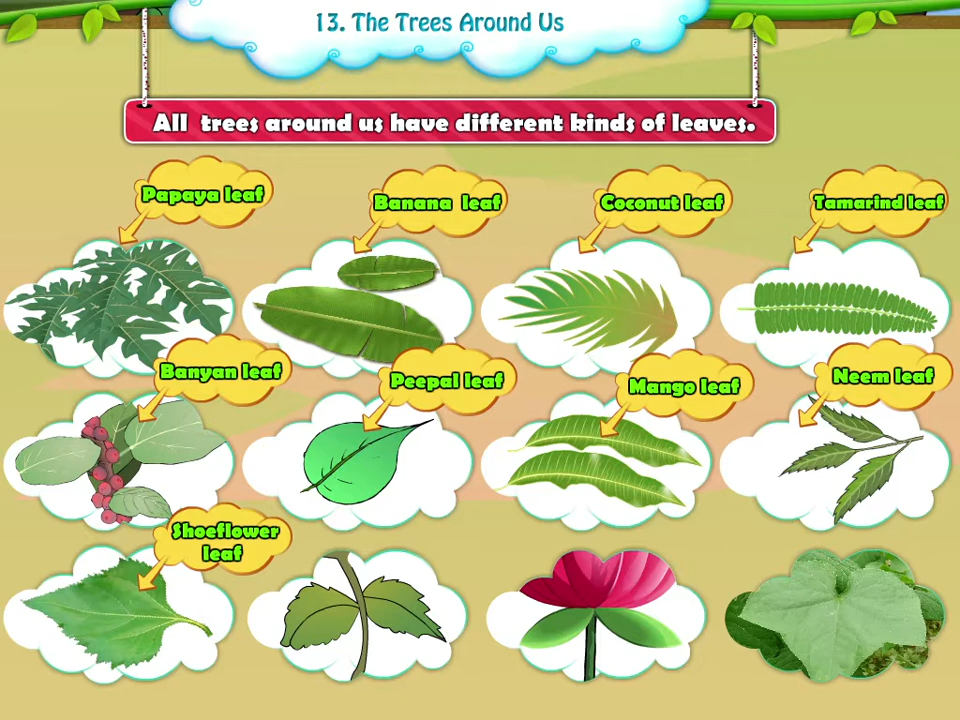 13. The Trees Around Us
All trees around us have different kinds of leaves.
Papaya leaf
Banana leaf
Coconut leaf
Tamarind leaf
Banyan leaf
Peepal leaf
Mango leaf
Neem leaf
Shoeflower
leaf